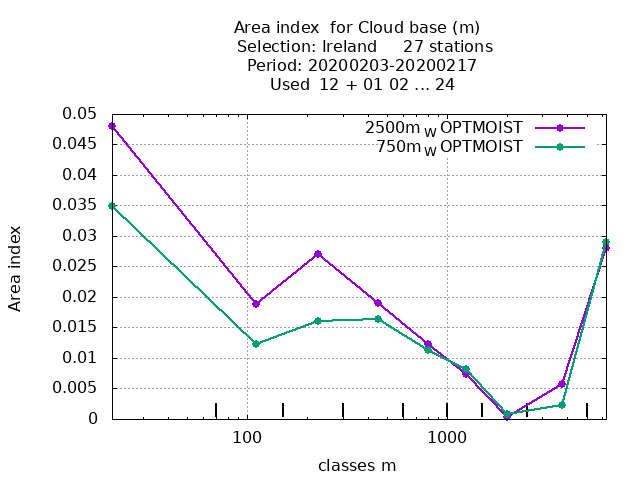 Area index  for Cloud base (m)
Selection: Ireland     27 stations
Period: 20200203-20200217
Used  12 + 01 02 ... 24
2500m_W OPTMOIST
750m_W OPTMOIST
0.05
0.045
0.04
0.035
0.03
0.025
0.02
0.015
0.01
0.005
0
Area index
100
1000
classes m